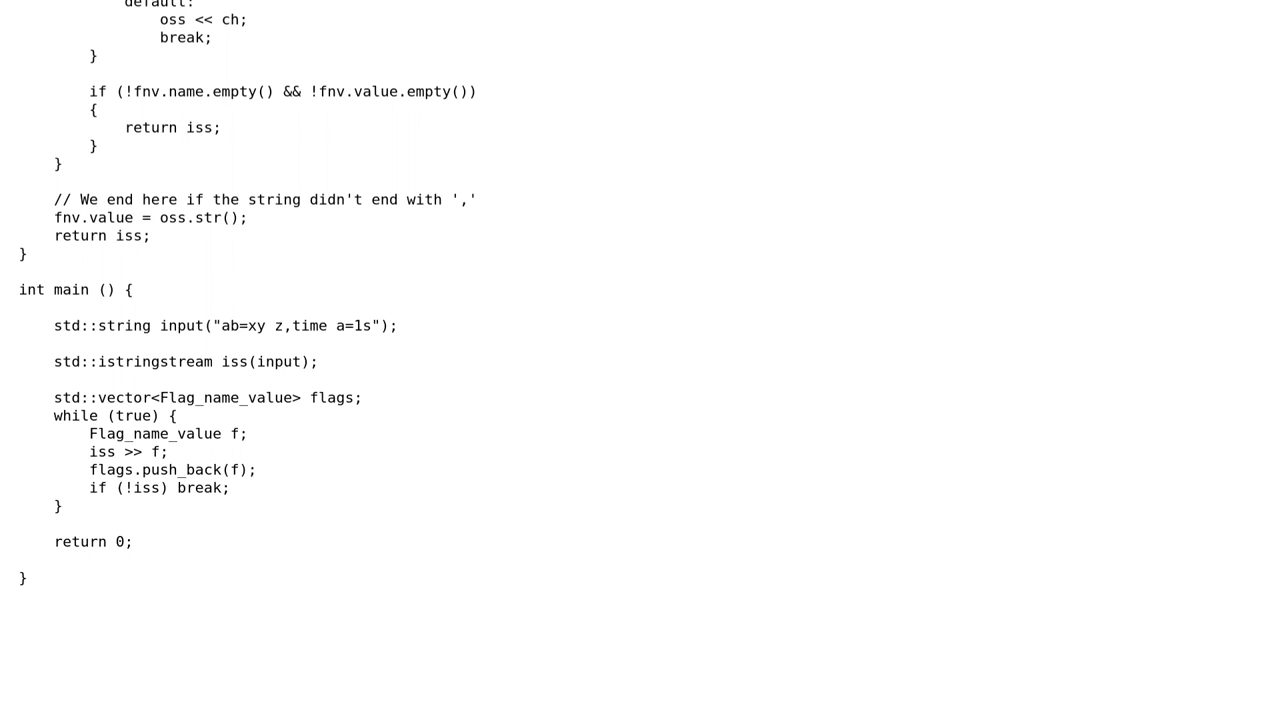 default:
oss << ch;
break;
}
if (!fnv.name.empty() && !fnv.value.empty())
{
return iss;
}
}
// We end here if the string didn't end with ','
fnv.value = oss.str();
return iss;
}
int main () {
std::string input("ab=xy z,time a=1s");
std::istringstream iss(input);
std::vector<Flag_name_value> flags;
while (true) {
Flag_name_value f;
iss >> f;
flags.push_back(f);
if (!iss) break;
}
return 0;
}